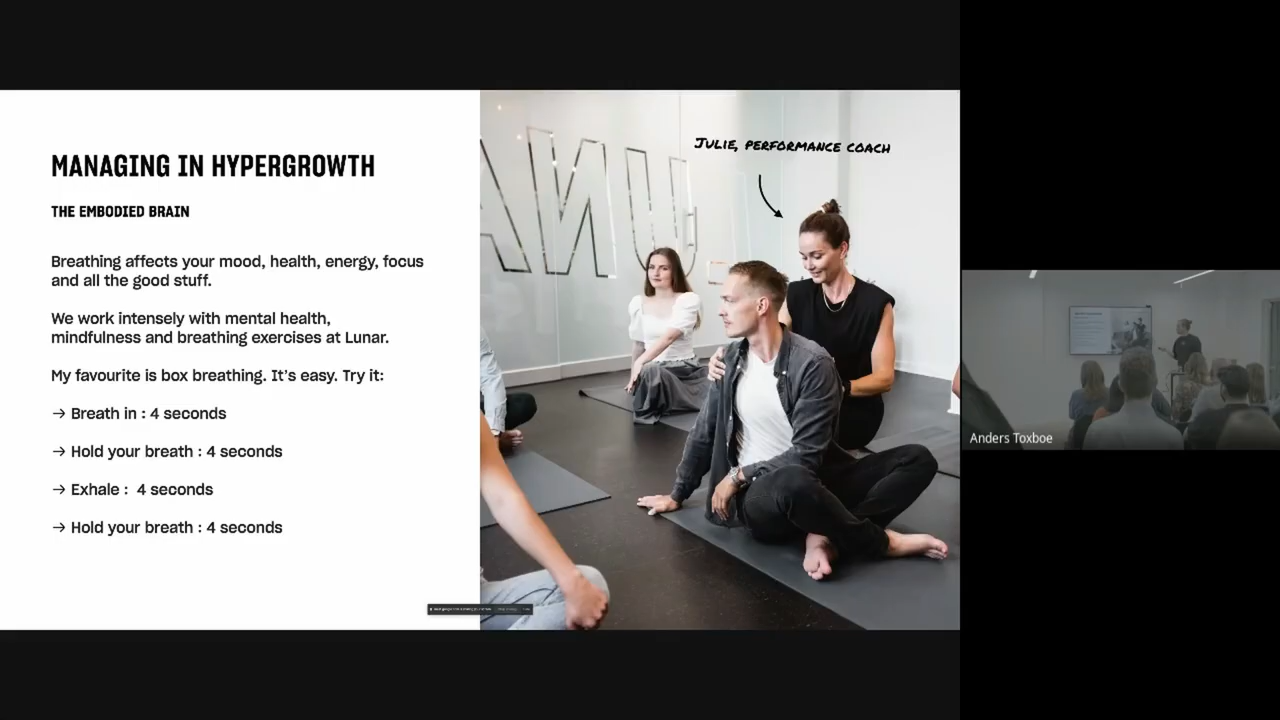 MANAGING IN HYPERGROWTH
THE EMBODIED BRAIN
Breathing affects your mood, health, energy, focus
and all the good stuff.
We work intensely with mental health,
mindfulness and breathing exercises at Lunar.
My favourite is box breathing. It's easy. Try it:
→ Breath in : 4 seconds
→ Hold your breath : 4 seconds
→ Exhale : 4 seconds
→ Hold your breath : 4 seconds
JULIE, PERFORMANCE COACH
Anders Toxboe